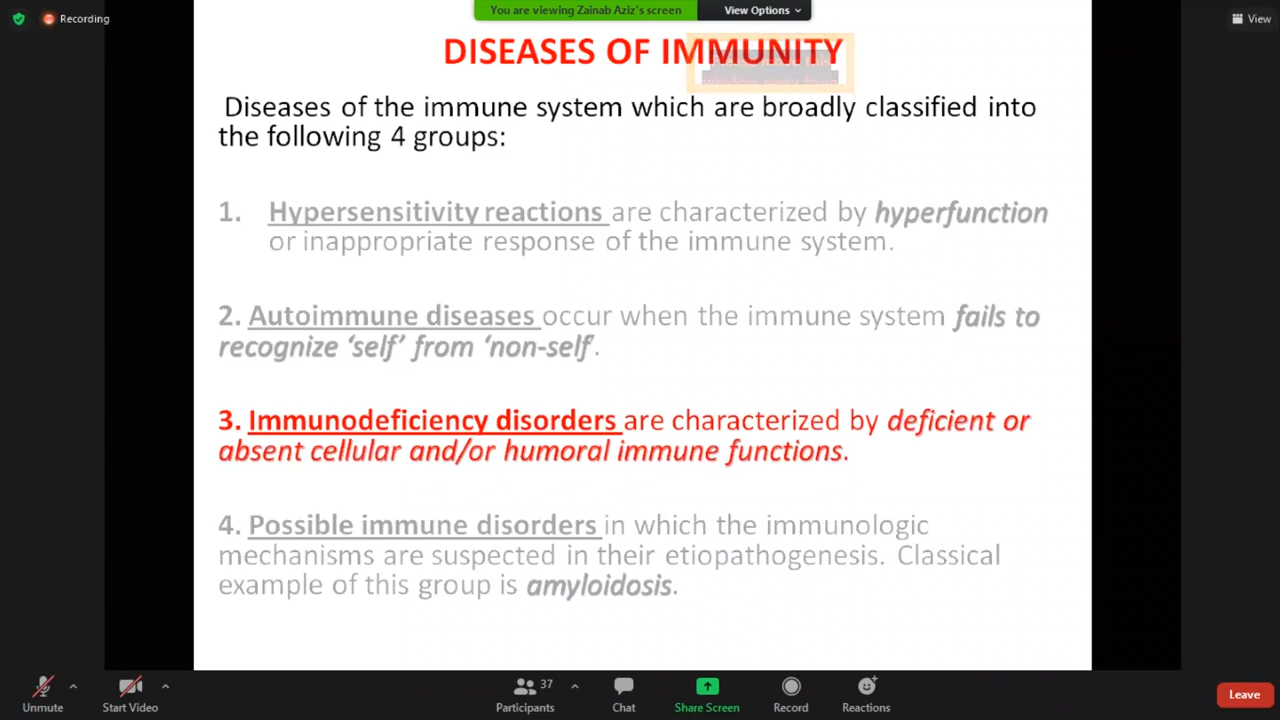 You are viewing Zainab Aziz's screen
View Options
Recording
View
DISEASES OF IMMUNITY
Diseases of the immune system which are broadly classified into
the following 4 groups:
1. Hypersensitivity reactions are characterized by hyperfunction
or inappropriate response of the immune system.
2. Autoimmune diseases occur when the immune system fails to
recognize ‘self’ from ‘non-self’.
3. Immunodeficiency disorders are characterized by deficient or
absent cellular and/or humoral immune functions.
4. Possible immune disorders in which the immunologic
mechanisms are suspected in their etiopathogenesis. Classical
example of this group is amyloidosis.
Unmute
Start Video
37
Participants
Chat
Share Screen
Record
Reactions
Leave